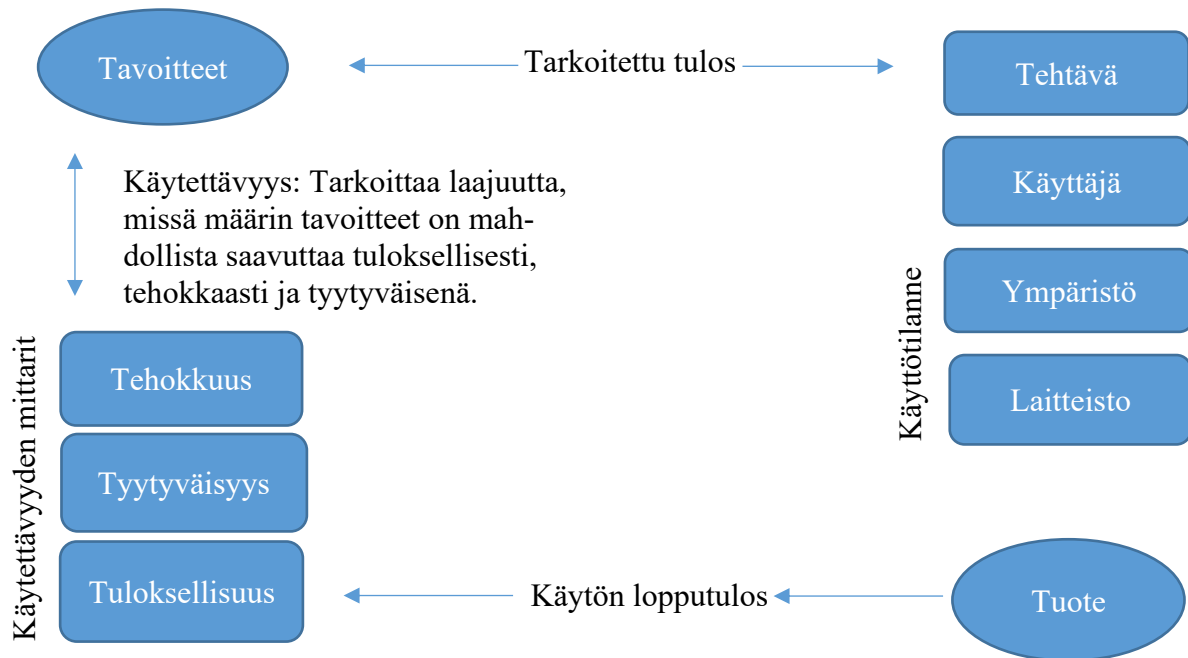 Tavoitteet
Tarkoitettu tulos
Tehtävä
Käytettävyys: Tarkoittaa laajuutta,
missä määrin tavoitteet on mah-
dollista saavuttaa tuloksellisesti,
tehokkaasti ja tyytyväisenä.
Käyttäjä
Ympäristö
Laitteisto
Käyttötilanne
Käytettävyyden mittarit
Tehokkuus
Tyytyväisyys
Tuloksellisuus
Käytön lopputulos
Tuote